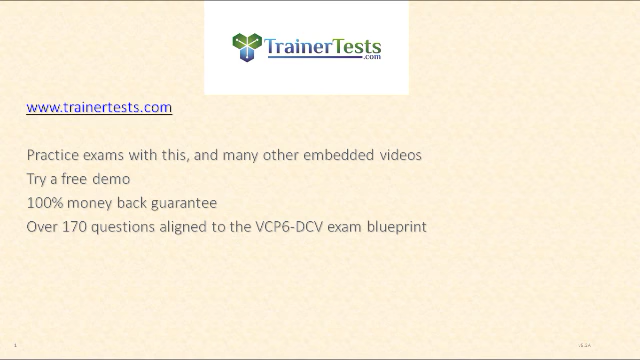 TrainerTests
.com
www.trainertests.com
Practice exams with this, and many other embedded videos
Try a free demo
100% money back guarantee
Over 170 questions aligned to the VCP6-DCV exam blueprint
1